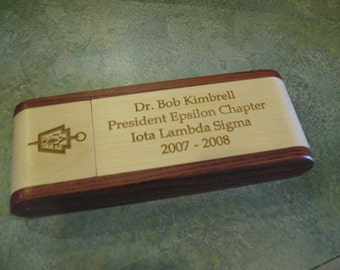 Dr. Bob Kimbrell
President Epsilon Chapter
Iota Lambda Sigma
2007 - 2008